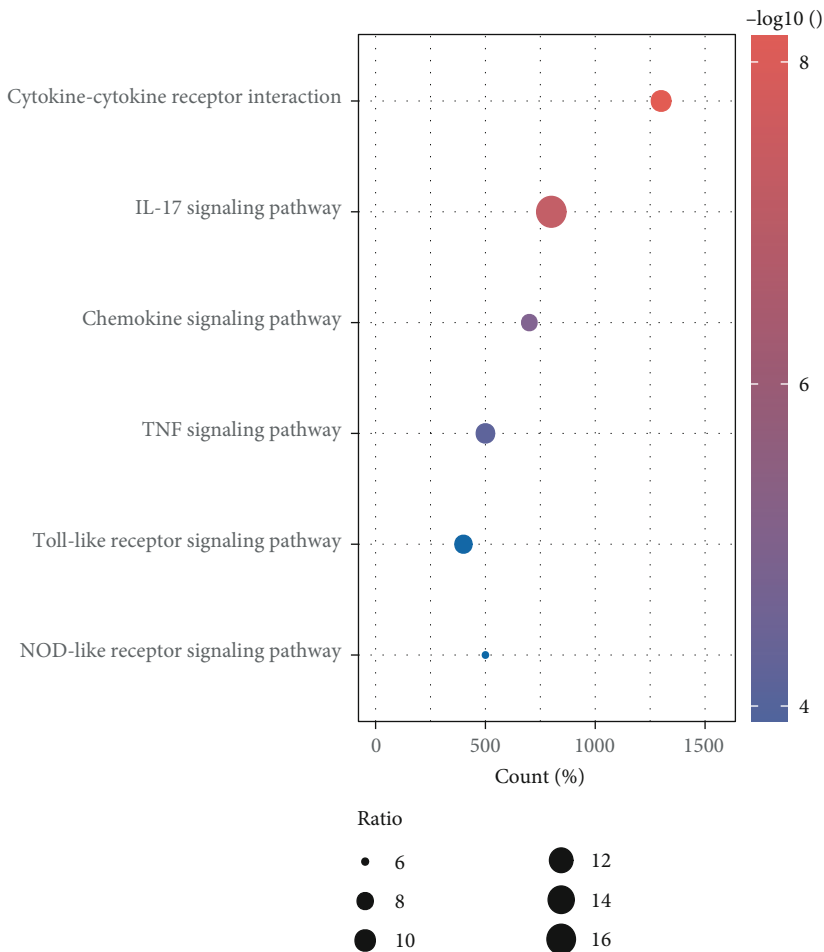 –log10 ()
8
6
4
Cytokine-cytokine receptor interaction
IL-17 signaling pathway
Chemokine signaling pathway
TNF signaling pathway
Toll-like receptor signaling pathway
NOD-like receptor signaling pathway
0 500 1000 1500
Count (%)
Ratio
6 12
8 14
10 16